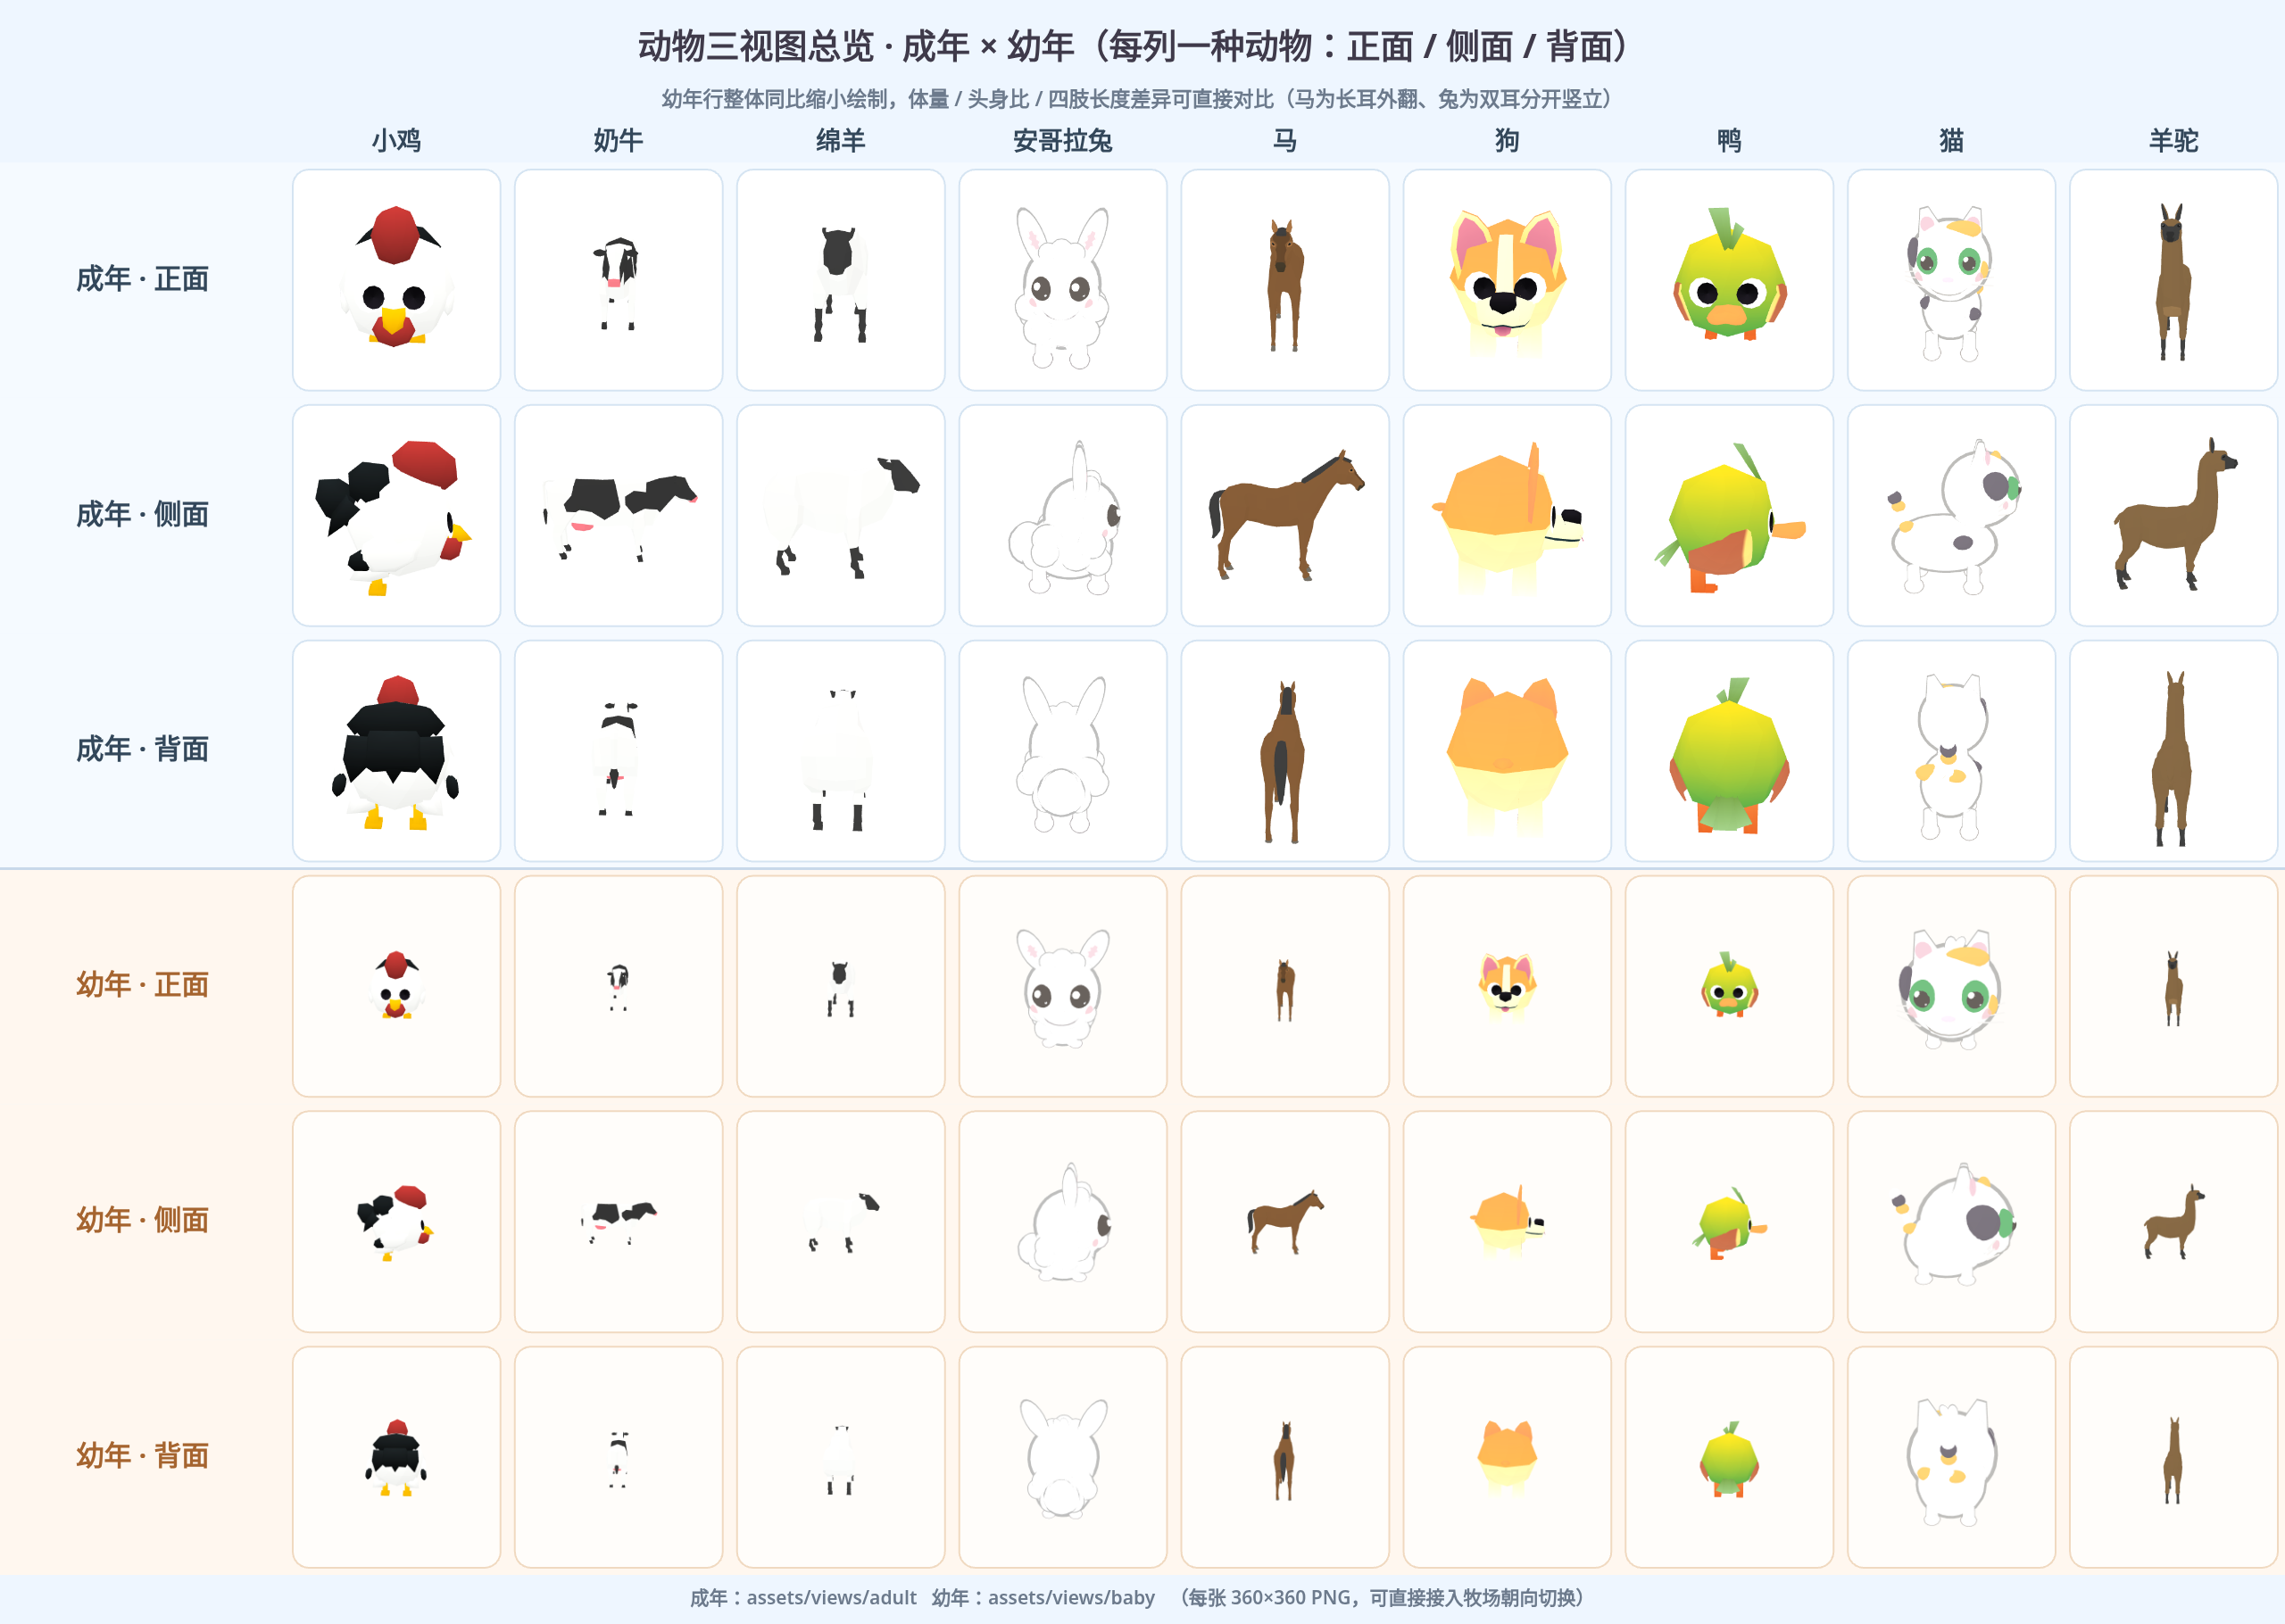 动物三视图总览 · 成年 × 幼年（每列一种动物：正面 / 侧面 / 背面）
幼年行整体同比缩小绘制，体量 / 头身比 / 四肢长度差异可直接对比（马为长耳外翻、兔为双耳分开竖立）
小鸡 奶牛 绵羊 安哥拉兔 马 狗 鸭 猫 羊驼
成年 · 正面
成年 · 侧面
成年 · 背面
幼年 · 正面
幼年 · 侧面
幼年 · 背面
成年：assets/views/adult 幼年：assets/views/baby （每张 360×360 PNG，可直接接入牧场朝向切换）